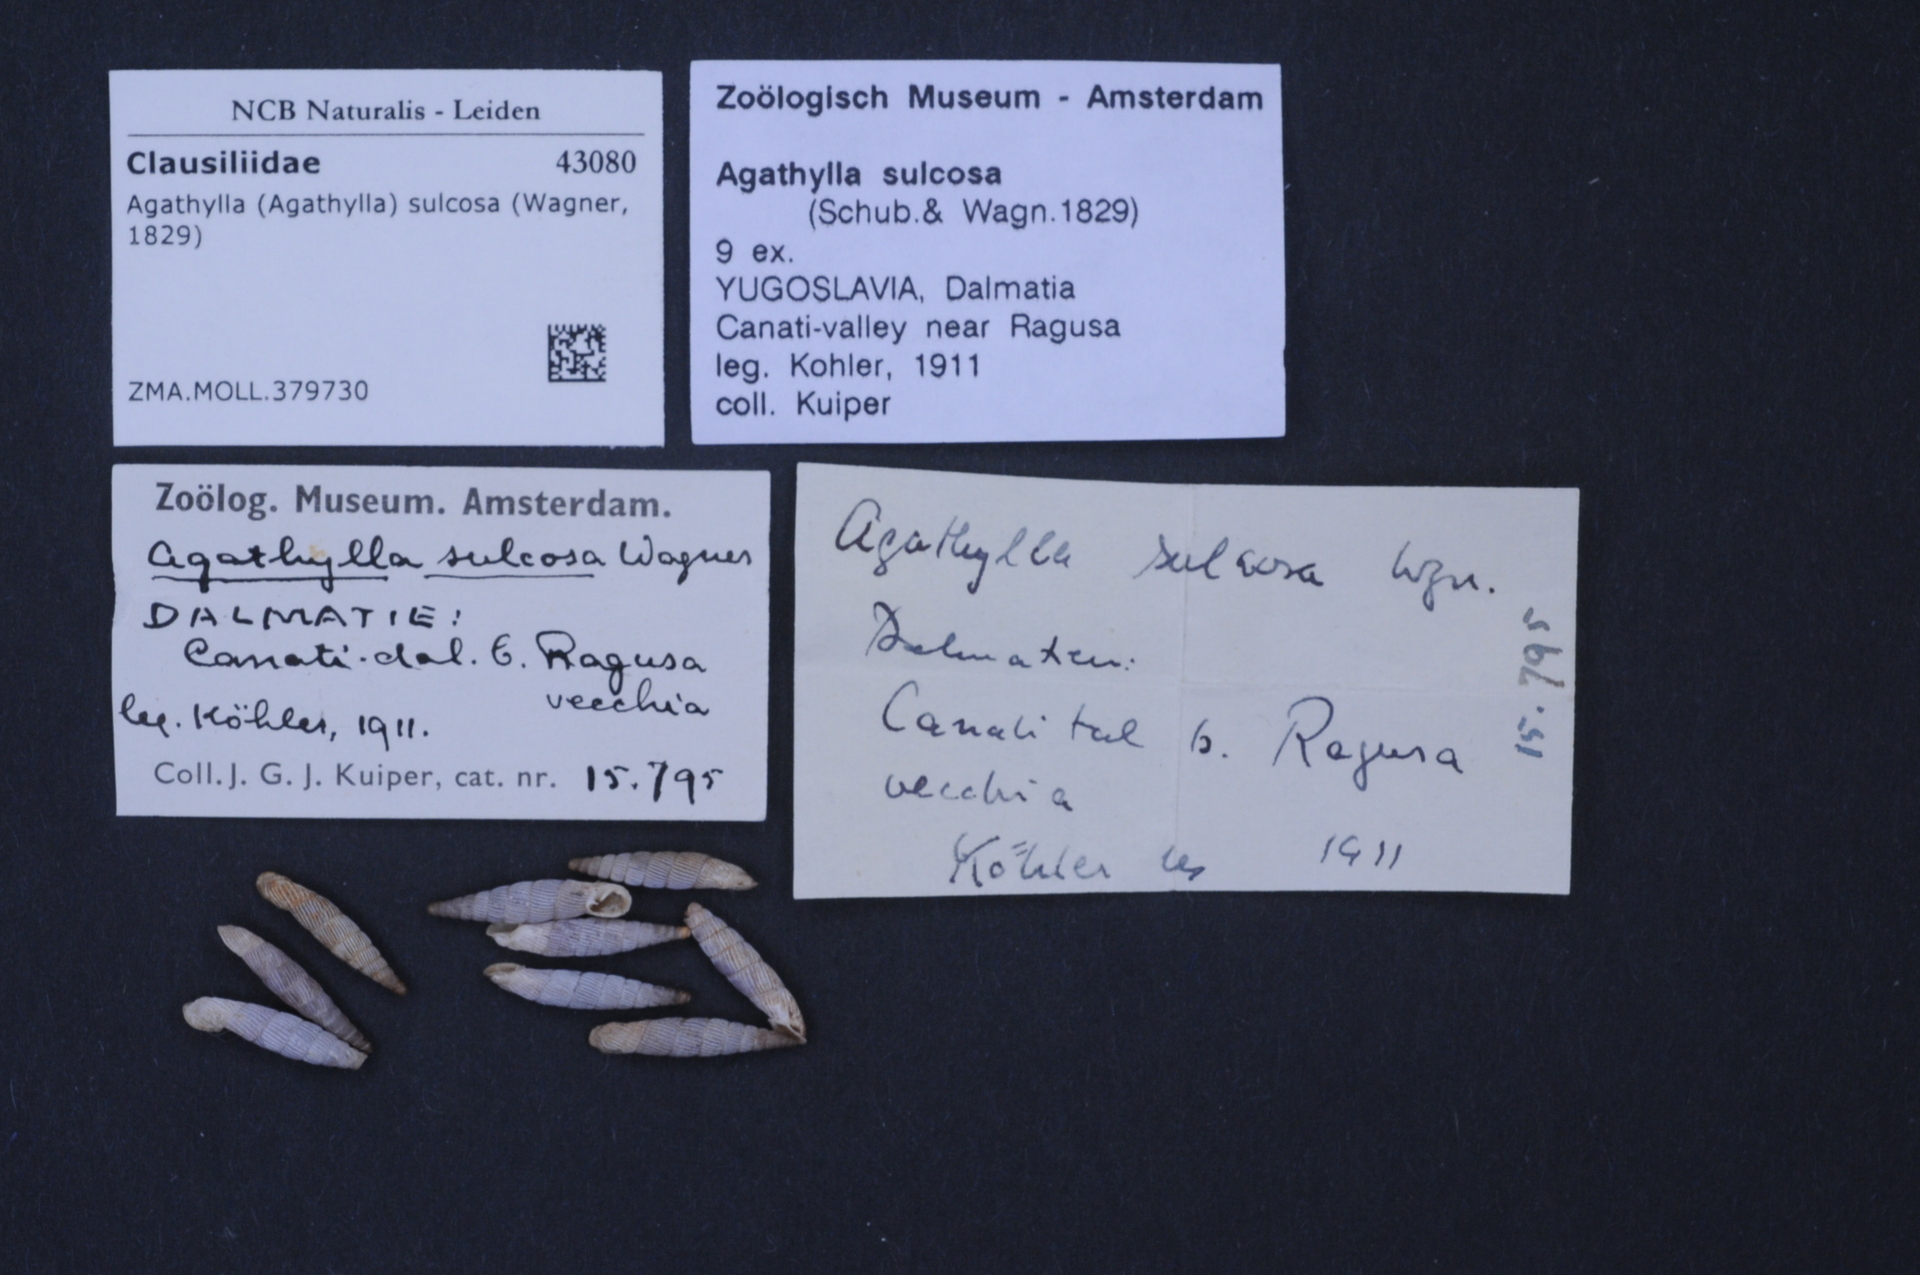 NCB Naturalis - Leiden
Clausiliidae 43080
Agathylla (Agathylla) sulcosa (Wagner,
1829)
ZMA.MOLL.379730
Zoölogisch Museum - Amsterdam
Agathylla sulcosa
(Schub.& Wagn.1829)
9 ex.
YUGOSLAVIA, Dalmatia
Canati-valley near Ragusa
leg. Kohler, 1911
coll. Kuiper
Zoölog. Museum. Amsterdam.
Agathylla sulcosa Wagner
DALMATIE:
Canati-dal. b. Ragusa
vecchia
leg. Köhler, 1911.
Coll. J. G. J. Kuiper, cat. nr. 15.795
Agathylla sulcosa Wgn.
Dalmatien:
Canati tal b. Ragusa
vecchia
Köhler leg 1911
15.795